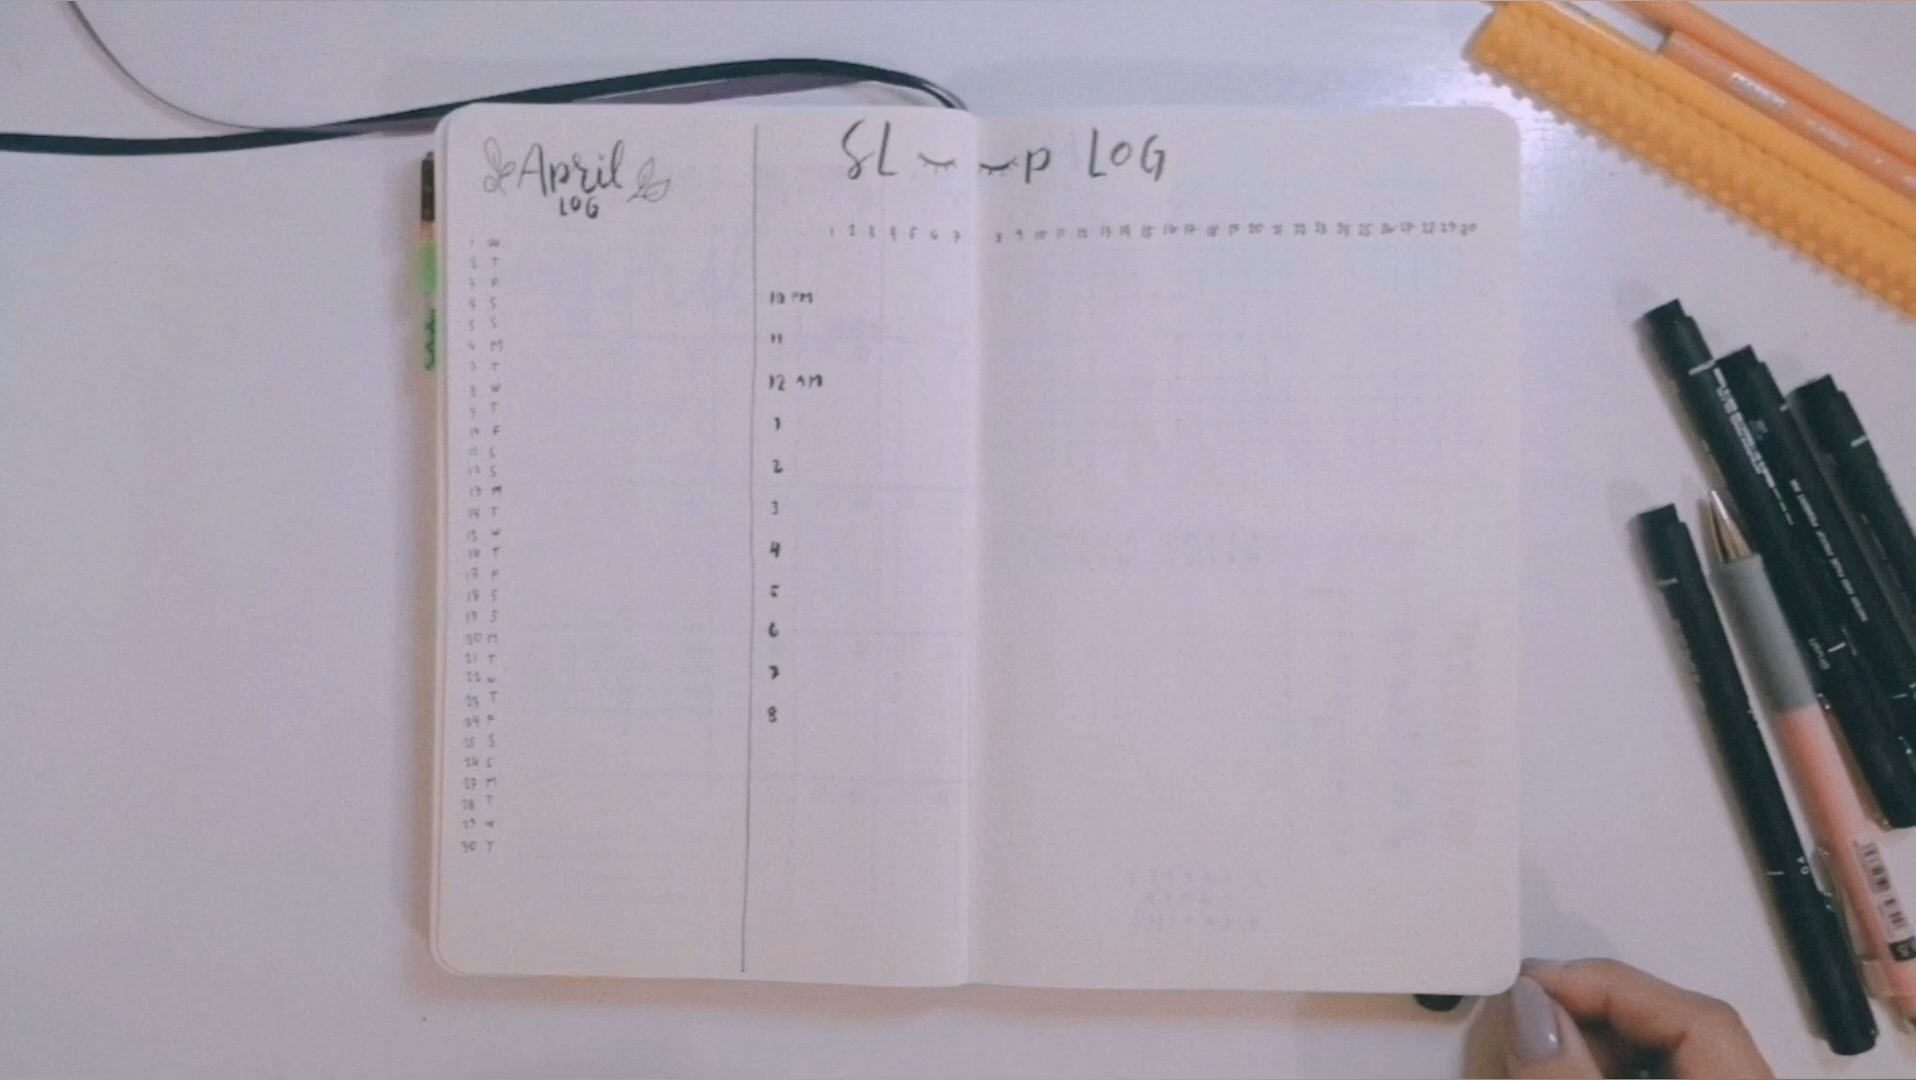 April
LOG
1 W
2 T
3 F
4 S
5 S
6 M
7 T
8 W
9 T
10 F
11 S
12 S
13 M
14 T
15 W
16 T
17 F
18 S
19 S
20 M
21 T
22 W
23 T
24 F
25 S
26 S
27 M
28 T
29 W
30 T
SL P LOG
1 2 3 4 5 6 7 8 9 10 11 12 13 14 15 16 17 18 19 20 21 22 23 24 25 26 27 28 29 30
10 PM
11
12 AM
1
2
3
4
5
6
7
8